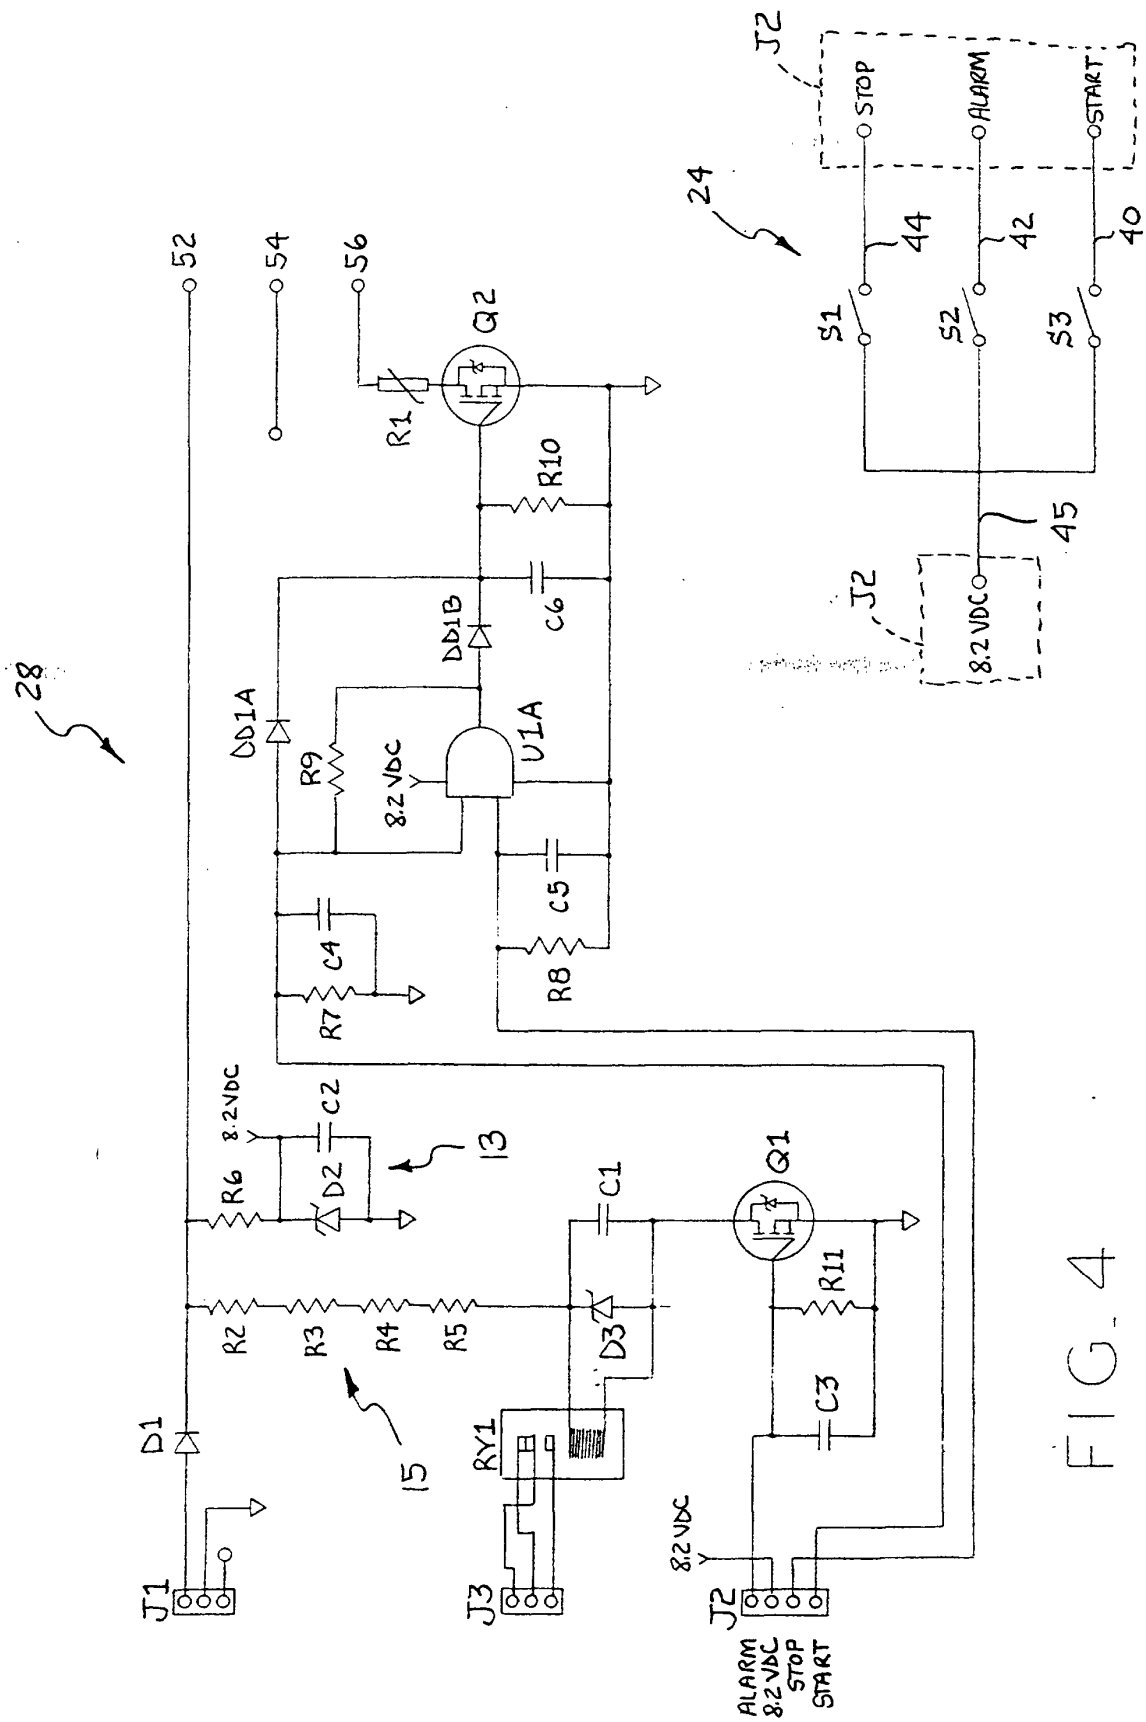 28
J1
D1
52
54
56
15
R2
R3
R4
R5
R6
8.2VDC
D2
C2
13
DD1A
R7
C4
R9
8.2 VDC
U1A
DD1B
R8
C5
C6
R10
R1
Q2
J3
RY1
D3
C1
Q1
C3
R11
8.2 VDC
J2
ALARM
8.2VDC
STOP
START
24
J2
8.2 VDC
45
S1
S2
S3
44
42
40
J2
STOP
ALARM
START
FIG. 4